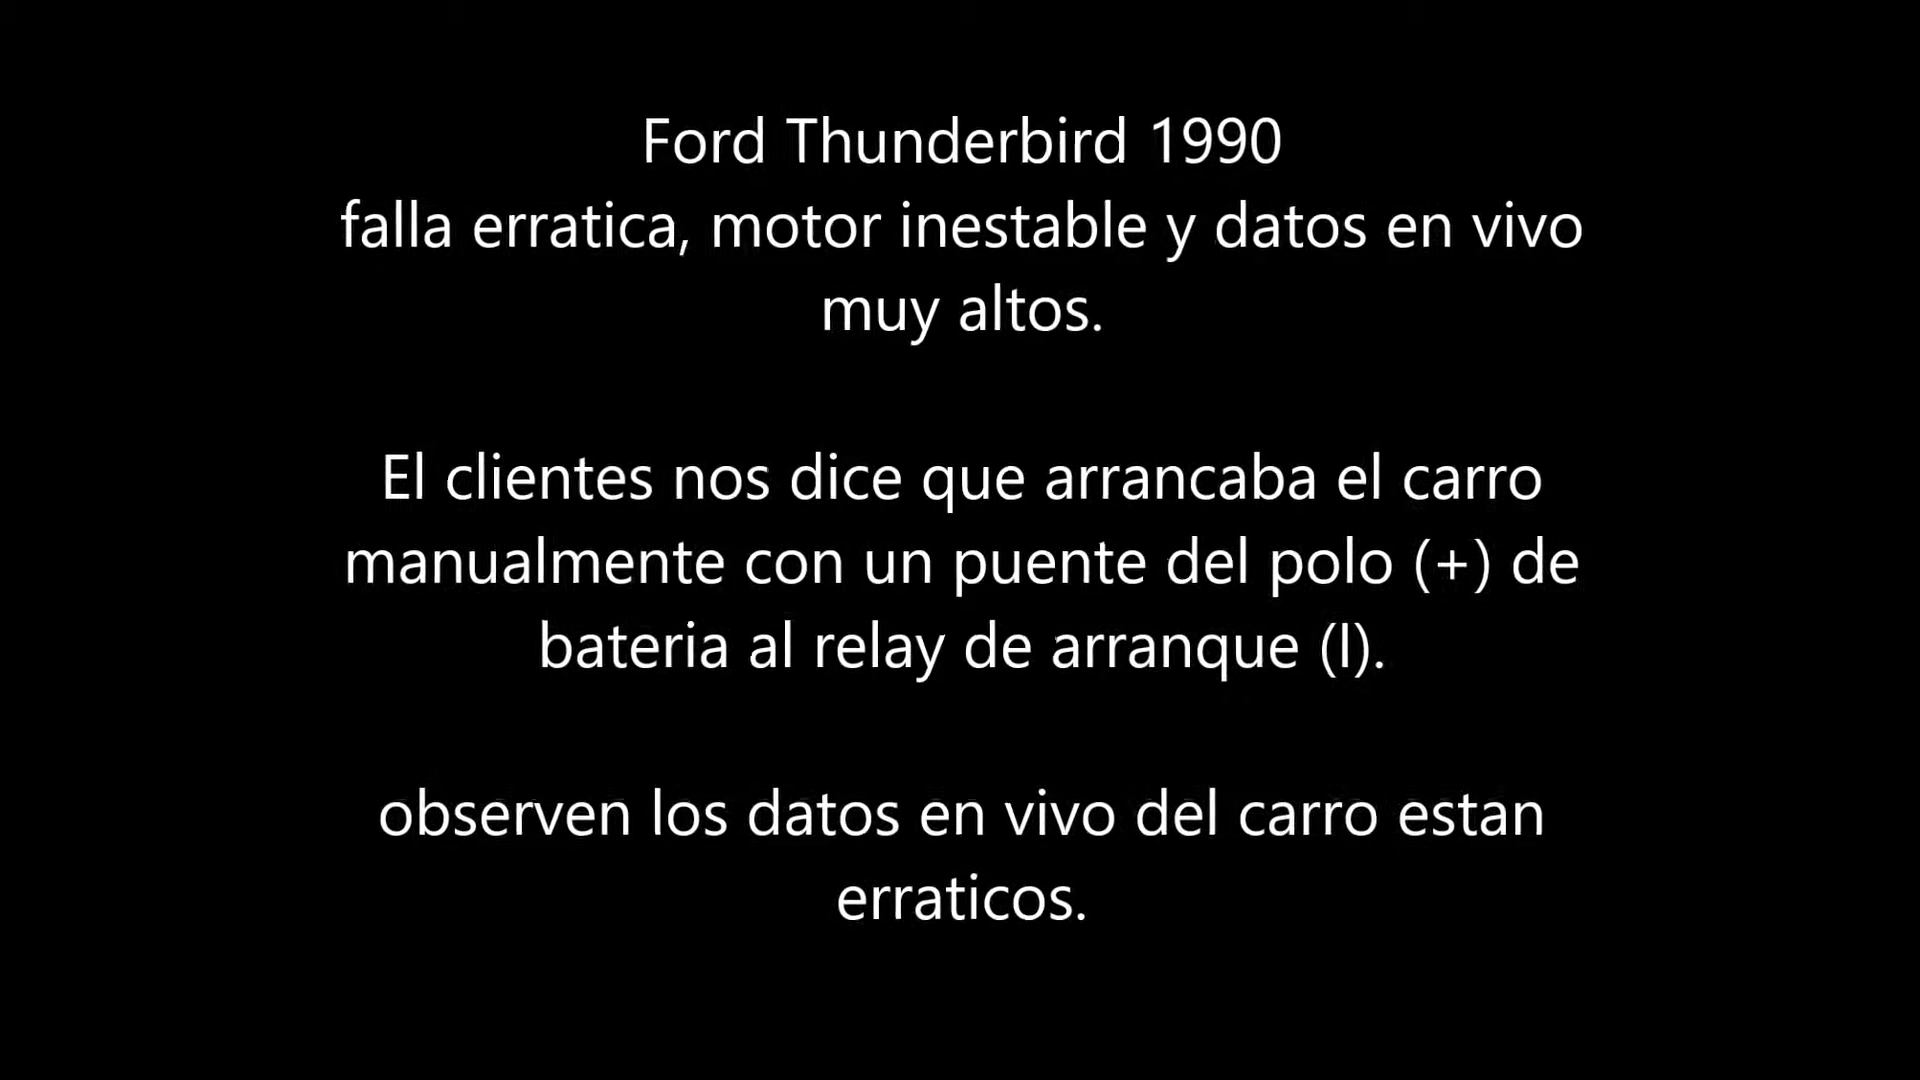 Ford Thunderbird 1990
falla erratica, motor inestable y datos en vivo
muy altos.
El clientes nos dice que arrancaba el carro
manualmente con un puente del polo (+) de
bateria al relay de arranque (I).
observen los datos en vivo del carro estan
erraticos.